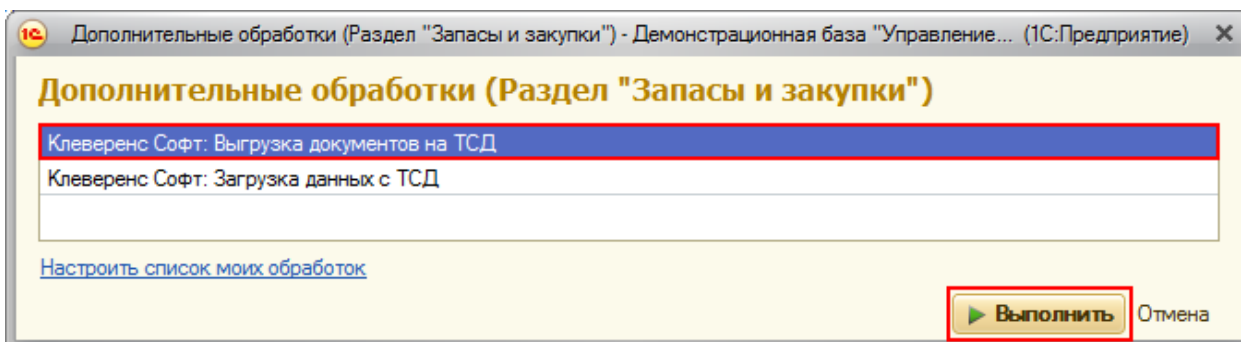 1С Дополнительные обработки (Раздел "Запасы и закупки") - Демонстрационная база "Управление... (1С:Предприятие)
Дополнительные обработки (Раздел "Запасы и закупки")
Клеверенс Софт: Выгрузка документов на ТСД
Клеверенс Софт: Загрузка данных с ТСД
Настроить список моих обработок
Выполнить Отмена